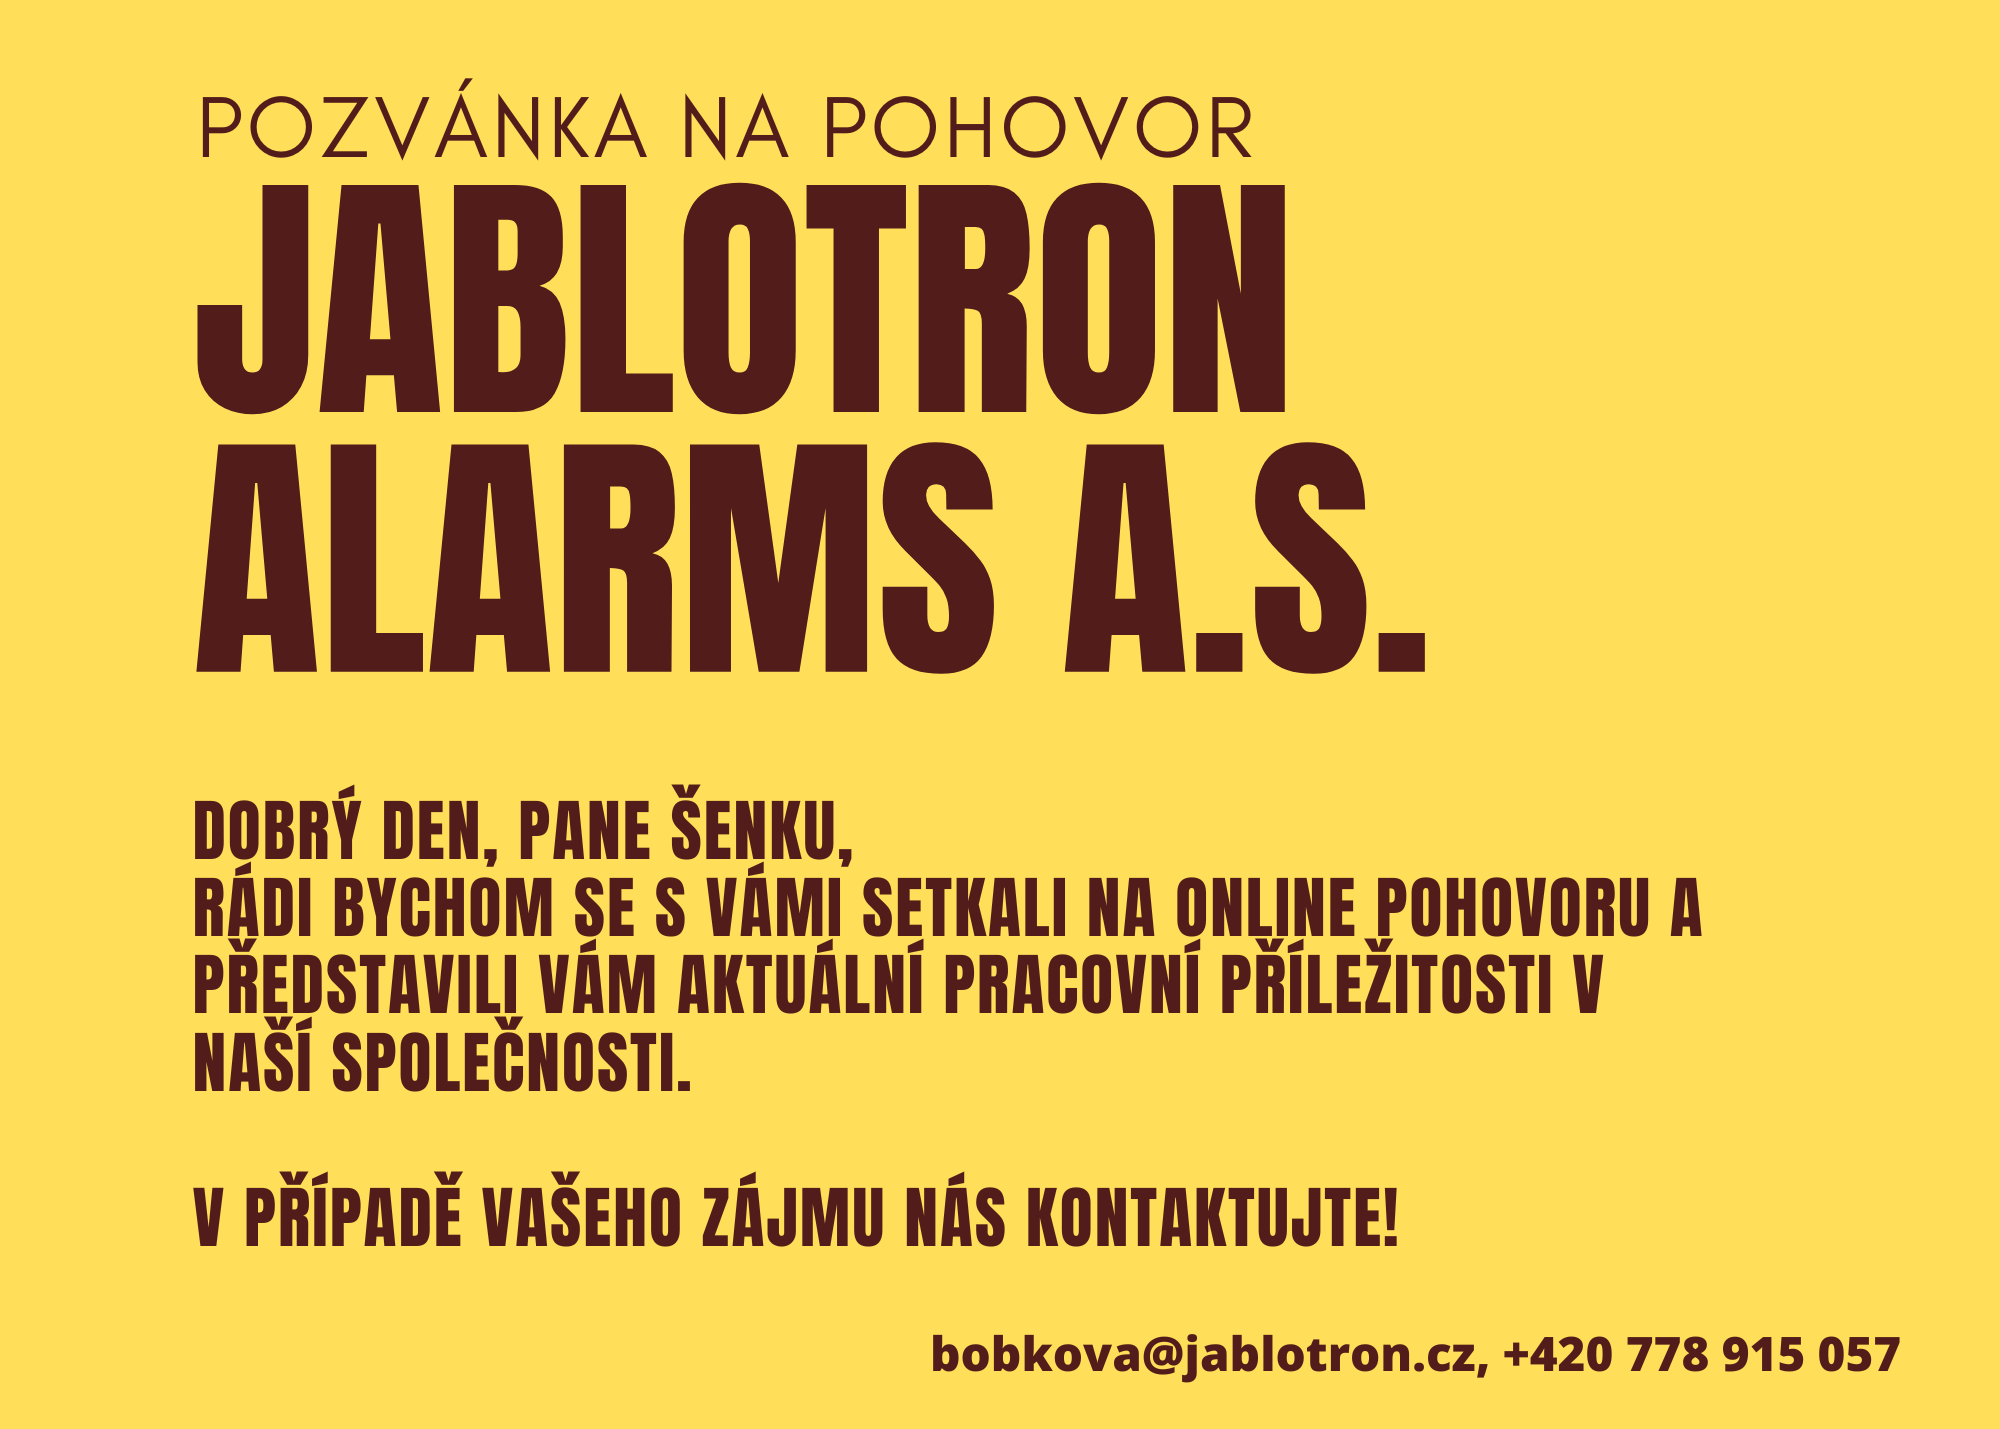 POZVÁNKA NA POHOVOR
JABLOTRON
ALARMS A.S.
DOBRÝ DEN, PANE ŠENKU,
RÁDI BYCHOM SE S VÁMI SETKALI NA ONLINE POHOVORU A
PŘEDSTAVILI VÁM AKTUÁLNÍ PRACOVNÍ PŘÍLEŽITOSTI V
NAŠÍ SPOLEČNOSTI.
V PŘÍPADĚ VAŠEHO ZÁJMU NÁS KONTAKTUJTE!
bobkova@jablotron.cz, +420 778 915 057